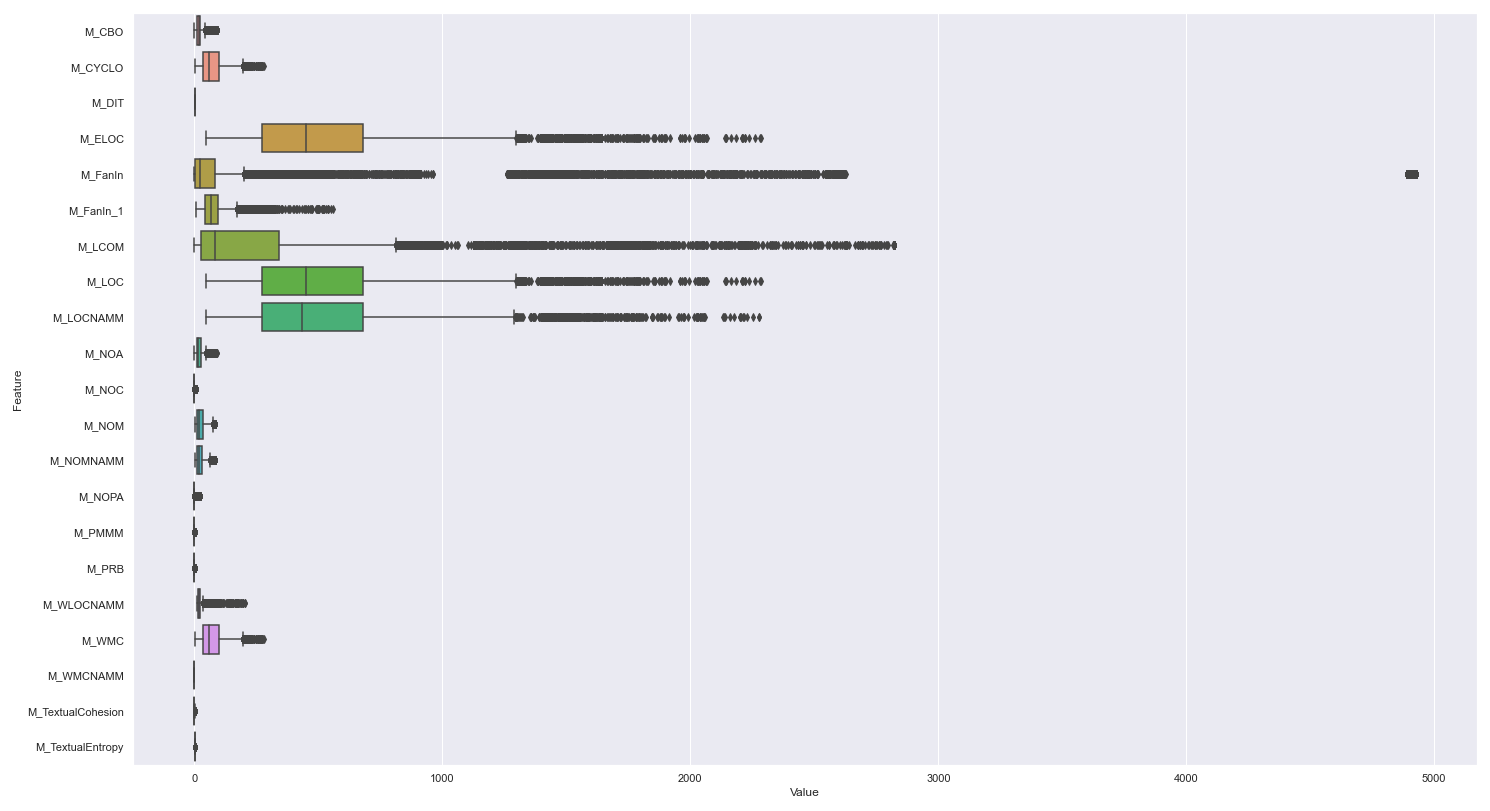 M_CBO
M_CYCLO
M_DIT
M_ELOC
M_FanIn
M_FanIn_1
M_LCOM
M_LOC
M_LOCNAMM
M_NOA
M_NOC
M_NOM
M_NOMNAMM
M_NOPA
M_PMMM
M_PRB
M_WLOCNAMM
M_WMC
M_WMCNAMM
M_TextualCohesion
M_TextualEntropy
Feature
0 1000 2000 3000 4000 5000
Value